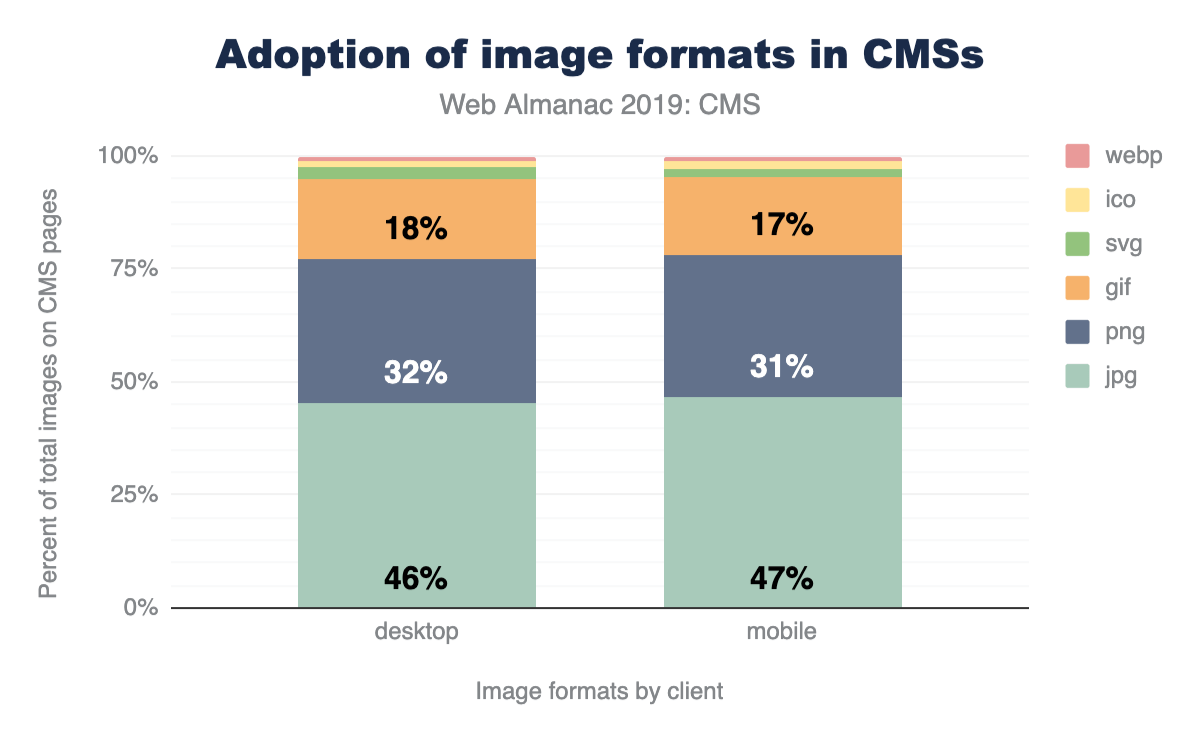 Adoption of image formats in CMSs
Web Almanac 2019: CMS
Percent of total images on CMS pages
100%
75%
50%
25%
0%
18%
32%
46%
17%
31%
47%
desktop
mobile
Image formats by client
webp
ico
svg
gif
png
jpg